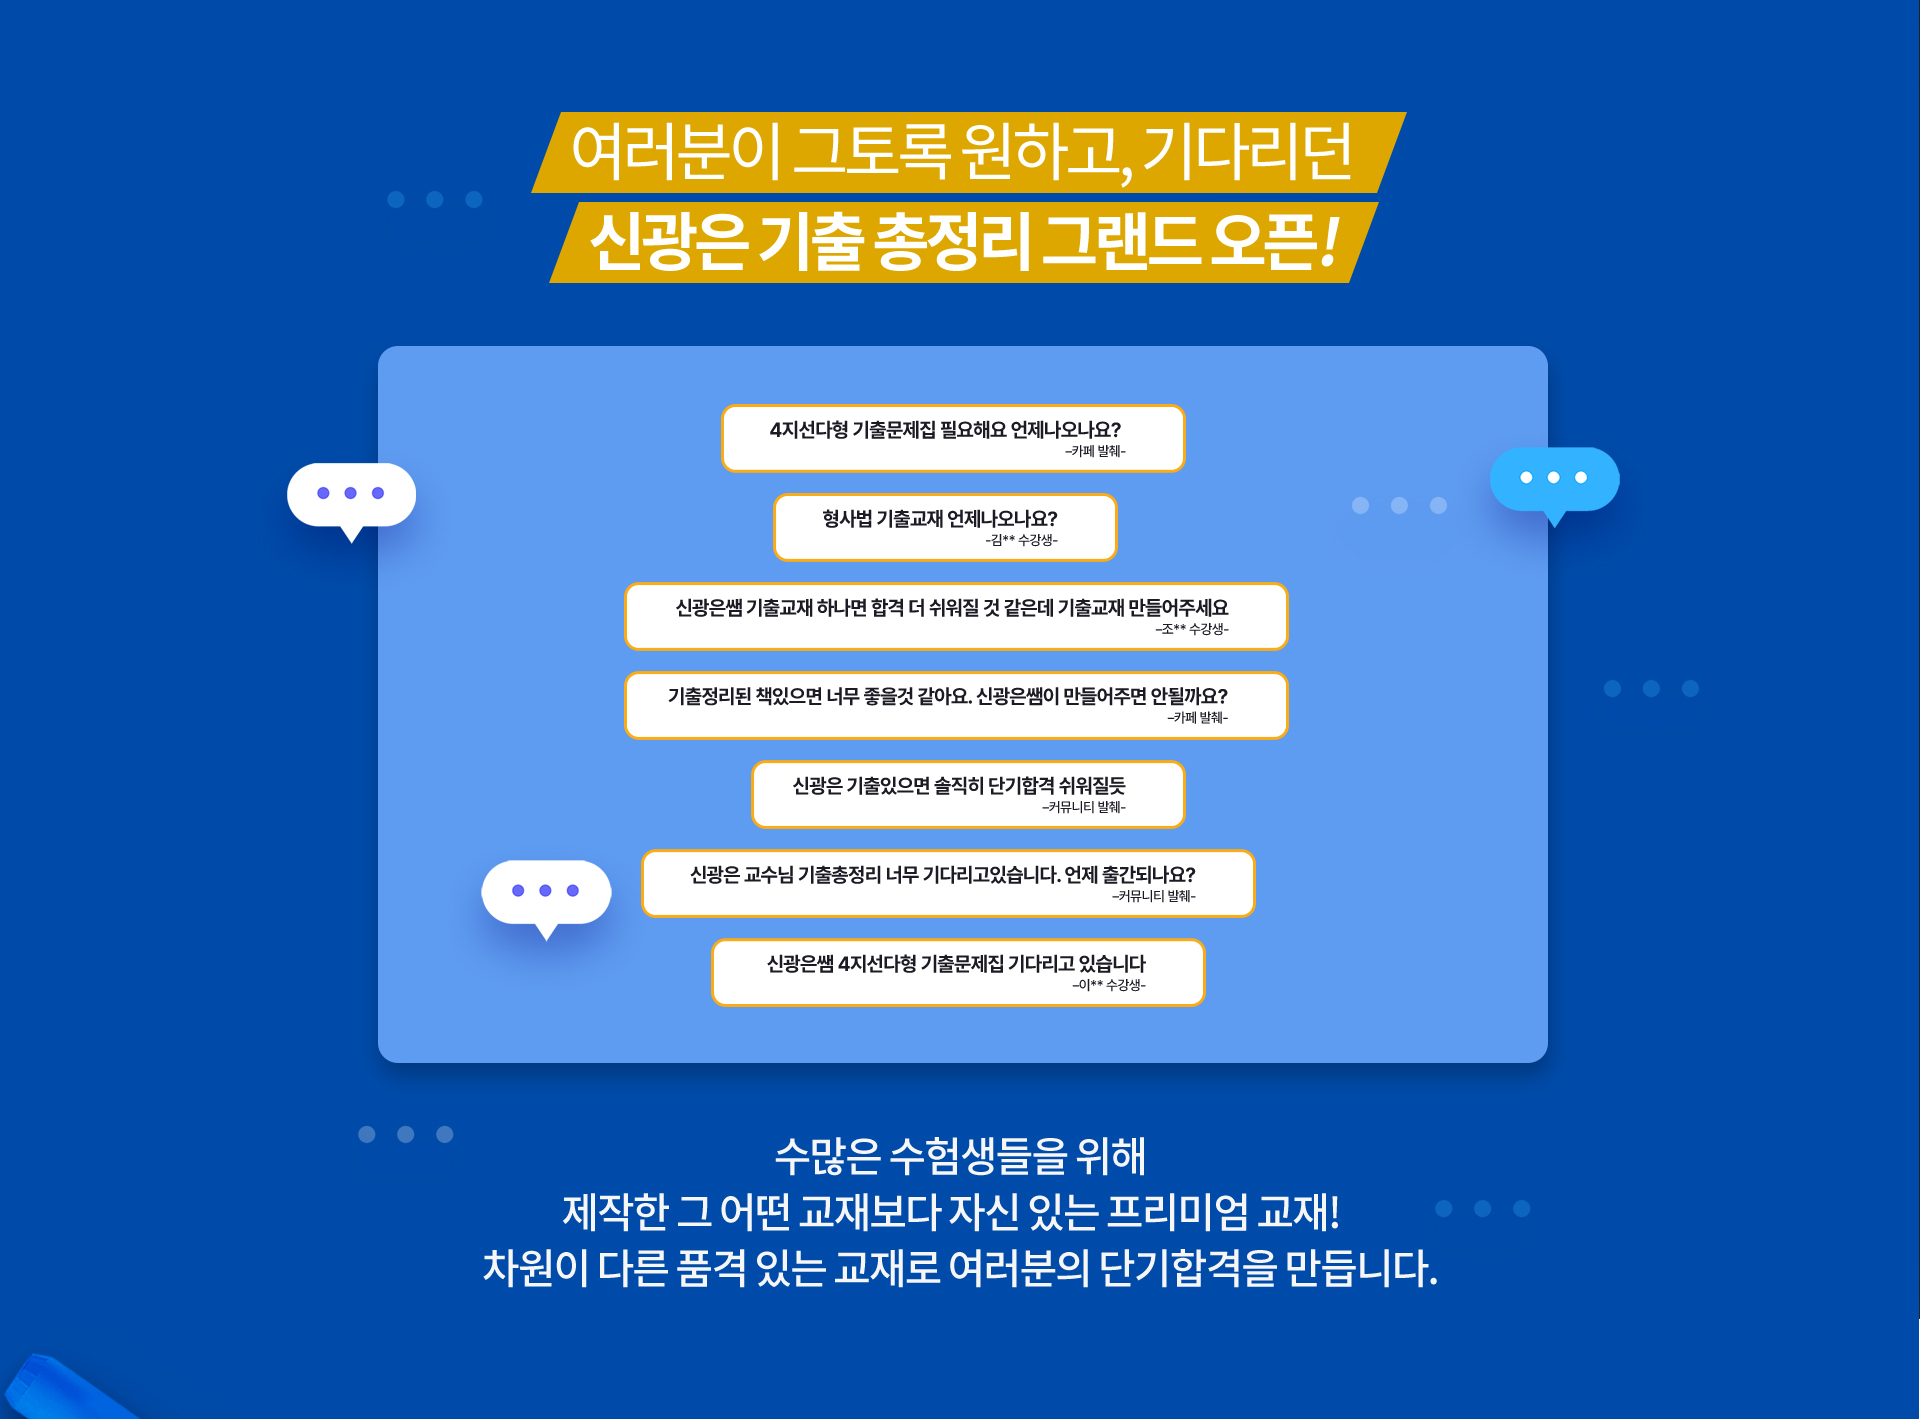 여러분이 그토록 원하고, 기다리던
신광은 기출 총정리 그랜드 오픈!
4지선다형 기출문제집 필요해요 언제나오나요?
–카페 발췌-
형사법 기출교재 언제나오나요?
-김** 수강생-
신광은쌤 기출교재 하나면 합격 더 쉬워질 것 같은데 기출교재 만들어주세요
–조** 수강생-
기출정리된 책있으면 너무 좋을것 같아요. 신광은쌤이 만들어주면 안될까요?
–카페 발췌-
신광은 기출있으면 솔직히 단기합격 쉬워질듯
–커뮤니티 발췌-
신광은 교수님 기출총정리 너무 기다리고있습니다. 언제 출간되나요?
–커뮤니티 발췌-
신광은쌤 4지선다형 기출문제집 기다리고 있습니다
–이** 수강생-
수많은 수험생들을 위해
제작한 그 어떤 교재보다 자신 있는 프리미엄 교재!
차원이 다른 품격 있는 교재로 여러분의 단기합격을 만듭니다.